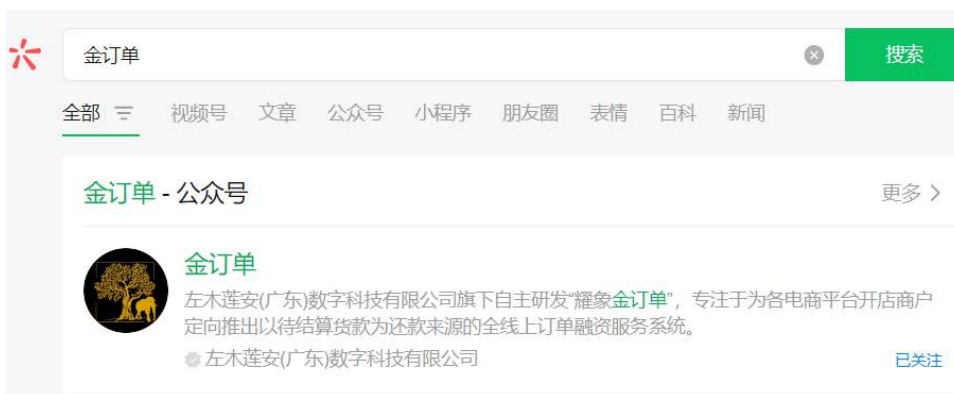 金订单
搜索
全部 视频号 文章 公众号 小程序 朋友圈 表情 百科 新闻
金订单 - 公众号
更多
金订单
左木莲安(广东)数字科技有限公司旗下自主研发“耀象金订单”，专注于为各电商平台开店商户
定向推出以待结算货款为还款来源的全线上订单融资服务系统。
左木莲安(广东)数字科技有限公司
已关注